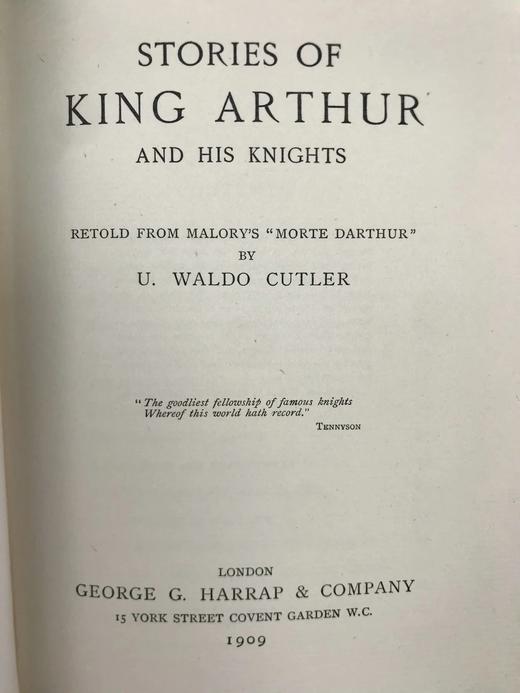 STORIES OF
KING ARTHUR
AND HIS KNIGHTS
RETOLD FROM MALORY'S "MORTE DARTHUR"
BY
U. WALDO CUTLER
"The goodliest fellowship of famous knights
Whereof this world hath record."
TENNYSON
LONDON
GEORGE G. HARRAP & COMPANY
15 YORK STREET COVENT GARDEN W.C.
1909